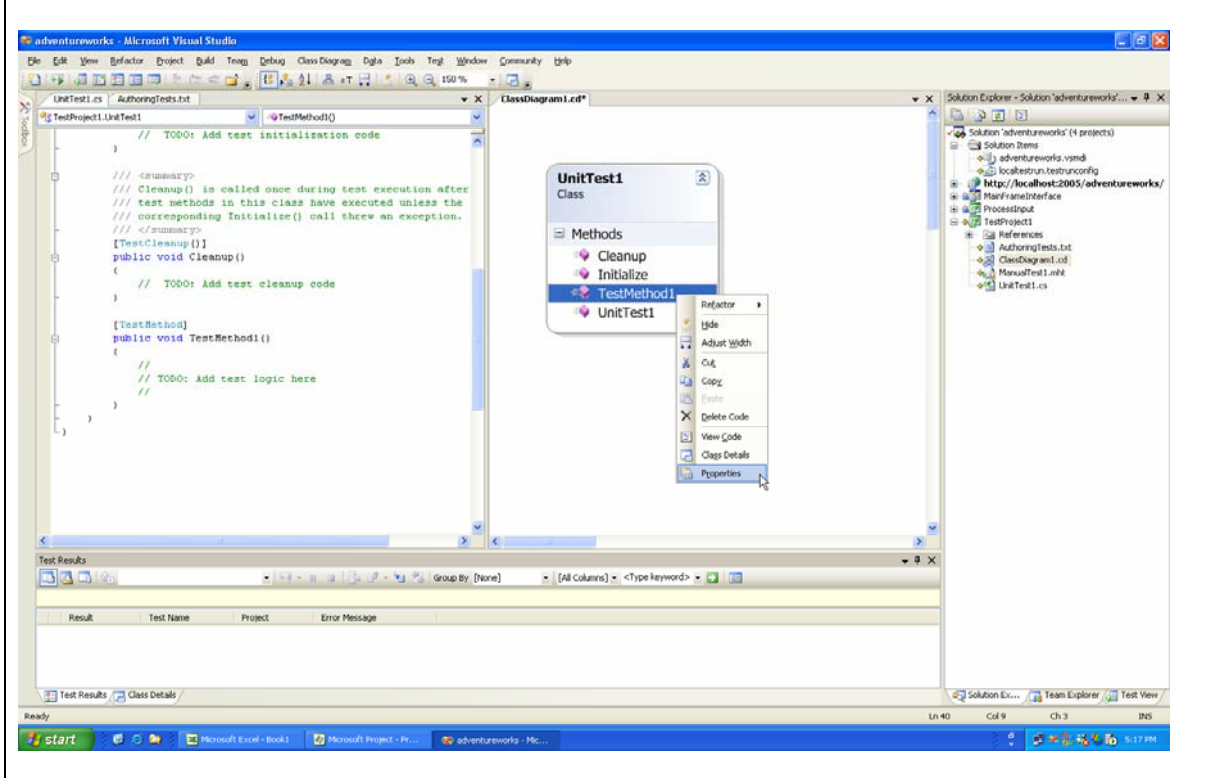 adventureworks - Microsoft Visual Studio
File Edit View Refactor Project Build Team Debug Class Diagram Data Tools Test Window Community Help
150 %
Toolbox
UnitTest1.cs AuthoringTests.txt
TestProject1.UnitTest1 TestMethod1()
// TODO: Add test initialization code
}
/// <summary>
/// Cleanup() is called once during test execution after
/// test methods in this class have executed unless the
/// corresponding Initialize() call threw an exception.
/// </summary>
[TestCleanup()]
public void Cleanup()
{
// TODO: Add test cleanup code
}
[TestMethod]
public void TestMethod1()
{
//
// TODO: Add test logic here
//
}
}
}
ClassDiagram1.cd*
UnitTest1
Class
Methods
Cleanup
Initialize
TestMethod1
UnitTest1
Refactor
Hide
Adjust Width
Cut
Copy
Paste
Delete Code
View Code
Class Details
Properties
Solution Explorer - Solution 'adventureworks'...
Solution 'adventureworks' (4 projects)
Solution Items
adventureworks.vsmdi
localtestrun.testrunconfig
http://localhost:2005/adventureworks/
MainFrameInterface
ProcessInput
TestProject1
References
AuthoringTests.txt
ClassDiagram1.cd
ManualTest1.mht
UnitTest1.cs
Test Results
Group By [None] [All Columns] <Type keyword>
Result Test Name Project Error Message
Test Results Class Details
Solution Ex... Team Explorer Test View
Ready Ln 40 Col 9 Ch 3 INS
start Microsoft Excel - Book1 Microsoft Project - Pr... adventureworks - Mic... 5:17 PM